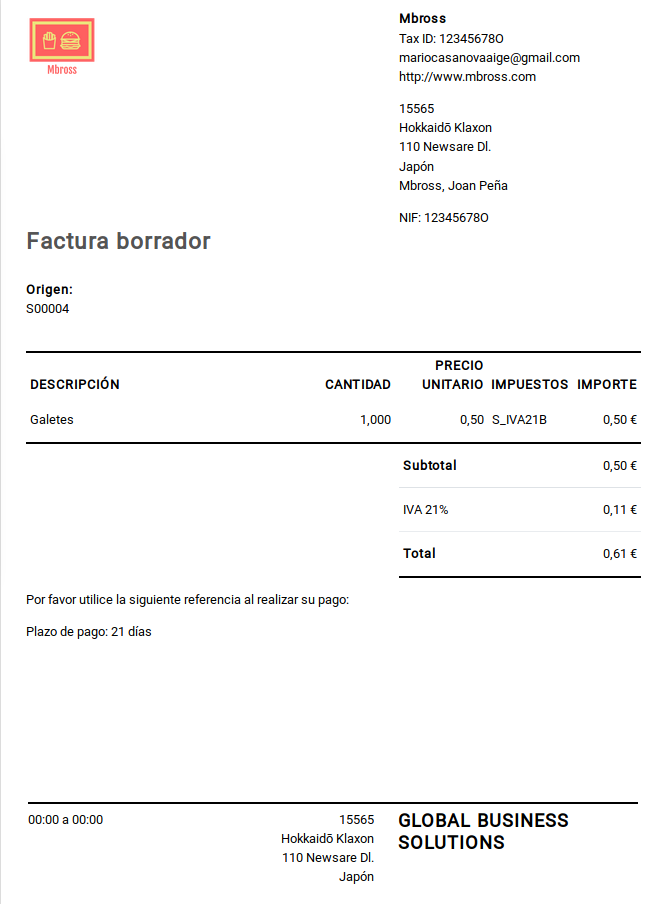 Mbross
Mbross
Tax ID: 12345678O
mariocasanovaaige@gmail.com
http://www.mbross.com
15565
Hokkaidō Klaxon
110 Newsare Dl.
Japón
Mbross, Joan Peña
NIF: 12345678O
Factura borrador
Origen:
S00004
DESCRIPCIÓN CANTIDAD PRECIO UNITARIO IMPUESTOS IMPORTE
Galetes 1,000 0,50 S_IVA21B 0,50 €
Subtotal 0,50 €
IVA 21% 0,11 €
Total 0,61 €
Por favor utilice la siguiente referencia al realizar su pago:
Plazo de pago: 21 días
00:00 a 00:00
15565
Hokkaidō Klaxon
110 Newsare Dl.
Japón
GLOBAL BUSINESS
SOLUTIONS